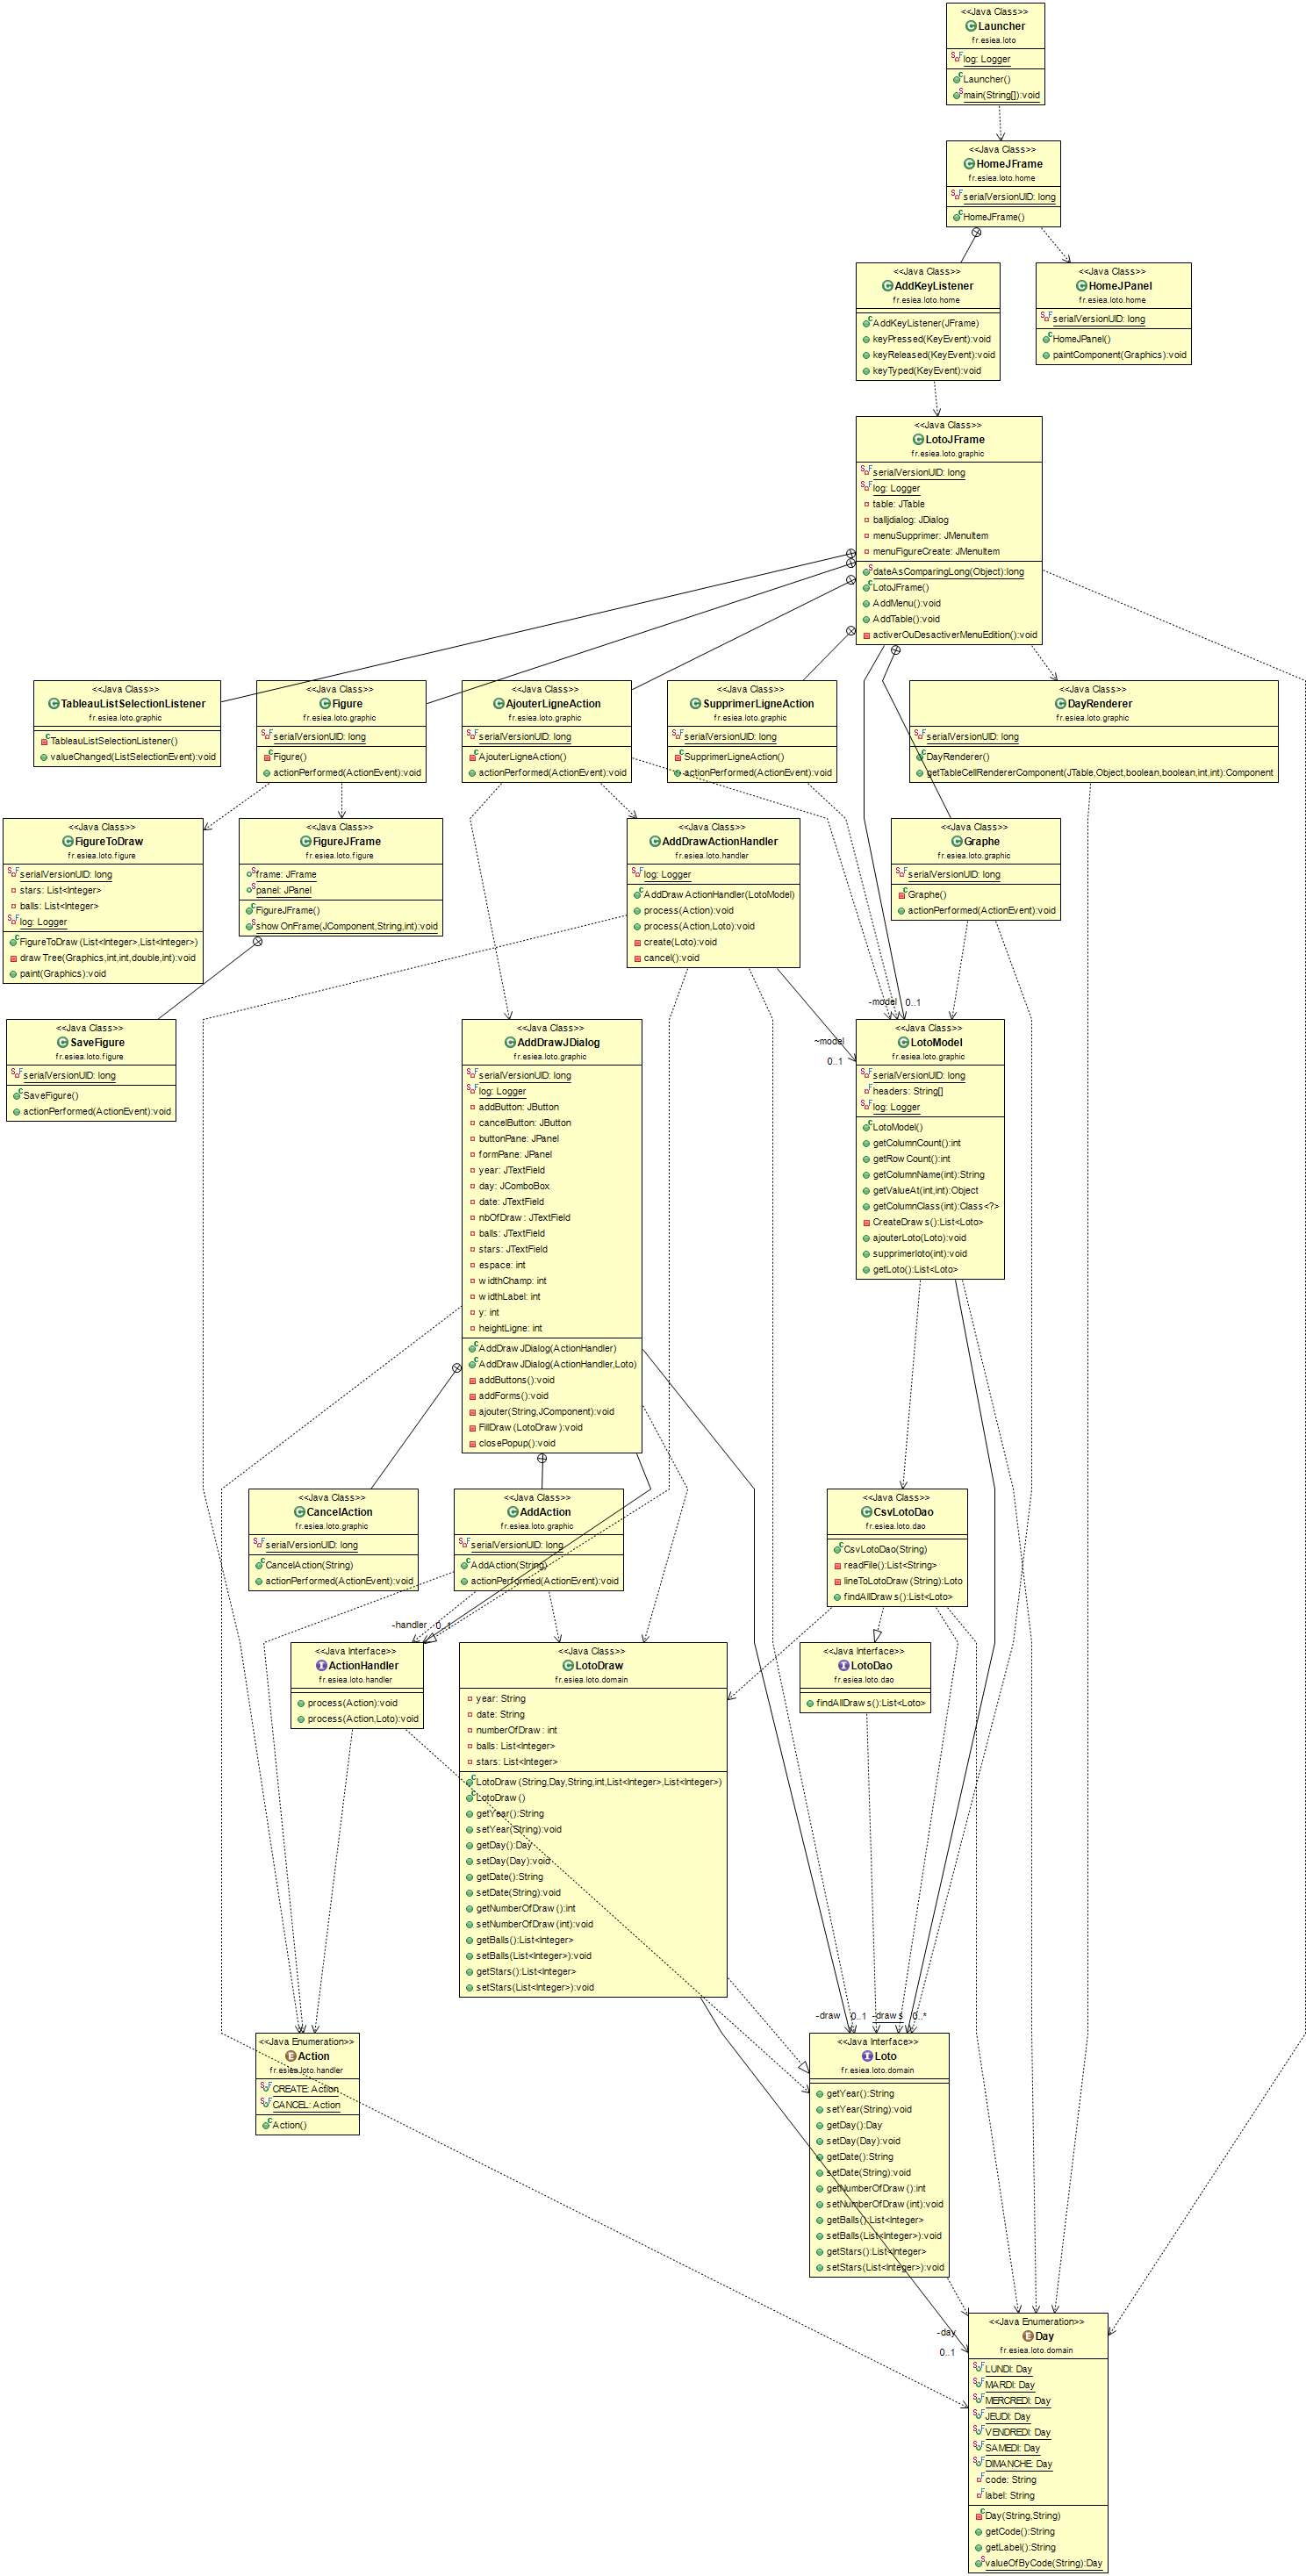 <<Java Class>>
Launcher
fr.esiea.loto
log: Logger
Launcher()
main(String[]):void
<<Java Class>>
HomeJFrame
fr.esiea.loto.home
serialVersionUID: long
HomeJFrame()
<<Java Class>>
AddKeyListener
fr.esiea.loto.home
AddKeyListener(JFrame)
keyPressed(KeyEvent):void
keyReleased(KeyEvent):void
keyTyped(KeyEvent):void
<<Java Class>>
HomeJPanel
fr.esiea.loto.home
serialVersionUID: long
HomeJPanel()
paintComponent(Graphics):void
<<Java Class>>
LotoJFrame
fr.esiea.loto.graphic
serialVersionUID: long
log: Logger
table: JTable
balljdialog: JDialog
menuSupprimer: JMenuItem
menuFigureCreate: JMenuItem
dateAsComparingLong(Object):long
LotoJFrame()
AddMenu():void
AddTable():void
activerOuDesactiverMenuEdition():void
<<Java Class>>
TableauListSelectionListener
fr.esiea.loto.graphic
TableauListSelectionListener()
valueChanged(ListSelectionEvent):void
<<Java Class>>
Figure
fr.esiea.loto.graphic
serialVersionUID: long
Figure()
actionPerformed(ActionEvent):void
<<Java Class>>
AjouterLigneAction
fr.esiea.loto.graphic
serialVersionUID: long
AjouterLigneAction()
actionPerformed(ActionEvent):void
<<Java Class>>
SupprimerLigneAction
fr.esiea.loto.graphic
serialVersionUID: long
SupprimerLigneAction()
actionPerformed(ActionEvent):void
<<Java Class>>
DayRenderer
fr.esiea.loto.graphic
serialVersionUID: long
DayRenderer()
getTableCellRendererComponent(JTable,Object,boolean,boolean,int,int):Component
<<Java Class>>
FigureToDraw
fr.esiea.loto.figure
serialVersionUID: long
stars: List<Integer>
balls: List<Integer>
log: Logger
FigureToDraw(List<Integer>,List<Integer>)
drawTree(Graphics,int,int,double,int):void
paint(Graphics):void
<<Java Class>>
FigureJFrame
fr.esiea.loto.figure
frame: JFrame
panel: JPanel
FigureJFrame()
showOnFrame(JComponent,String,int):void
<<Java Class>>
AddDrawActionHandler
fr.esiea.loto.handler
log: Logger
AddDrawActionHandler(LotoModel)
process(Action):void
process(Action,Loto):void
create(Loto):void
cancel():void
<<Java Class>>
Graphe
fr.esiea.loto.graphic
serialVersionUID: long
Graphe()
actionPerformed(ActionEvent):void
-model 0..1
~model
0..1
<<Java Class>>
SaveFigure
fr.esiea.loto.figure
serialVersionUID: long
SaveFigure()
actionPerformed(ActionEvent):void
<<Java Class>>
AddDrawJDialog
fr.esiea.loto.graphic
serialVersionUID: long
log: Logger
addButton: JButton
cancelButton: JButton
buttonPane: JPanel
formPane: JPanel
year: JTextField
day: JComboBox
date: JTextField
nbOfDraw: JTextField
balls: JTextField
stars: JTextField
espace: int
widthChamp: int
widthLabel: int
y: int
heightLigne: int
AddDrawJDialog(ActionHandler)
AddDrawJDialog(ActionHandler,Loto)
addButtons():void
addForms():void
ajouter(String,JComponent):void
FillDraw(LotoDraw):void
closePopup():void
<<Java Class>>
LotoModel
fr.esiea.loto.graphic
serialVersionUID: long
headers: String[]
log: Logger
LotoModel()
getColumnCount():int
getRowCount():int
getColumnName(int):String
getValueAt(int,int):Object
getColumnClass(int):Class<?>
CreateDraws():List<Loto>
ajouterLoto(Loto):void
supprimerloto(int):void
getLoto():List<Loto>
<<Java Class>>
CancelAction
fr.esiea.loto.graphic
serialVersionUID: long
CancelAction(String)
actionPerformed(ActionEvent):void
<<Java Class>>
AddAction
fr.esiea.loto.graphic
serialVersionUID: long
AddAction(String)
actionPerformed(ActionEvent):void
<<Java Class>>
CsvLotoDao
fr.esiea.loto.dao
CsvLotoDao(String)
readFile():List<String>
lineToLotoDraw(String):Loto
findAllDraws():List<Loto>
-handler 0..1
<<Java Interface>>
ActionHandler
fr.esiea.loto.handler
process(Action):void
process(Action,Loto):void
<<Java Class>>
LotoDraw
fr.esiea.loto.domain
year: String
date: String
numberOfDraw: int
balls: List<Integer>
stars: List<Integer>
LotoDraw(String,Day,String,int,List<Integer>,List<Integer>)
LotoDraw()
getYear():String
setYear(String):void
getDay():Day
setDay(Day):void
getDate():String
setDate(String):void
getNumberOfDraw():int
setNumberOfDraw(int):void
getBalls():List<Integer>
setBalls(List<Integer>):void
getStars():List<Integer>
setStars(List<Integer>):void
<<Java Interface>>
LotoDao
fr.esiea.loto.dao
findAllDraws():List<Loto>
-draw 0..1 -draws 0..*
<<Java Enumeration>>
Action
fr.esiea.loto.handler
CREATE: Action
CANCEL: Action
Action()
<<Java Interface>>
Loto
fr.esiea.loto.domain
getYear():String
setYear(String):void
getDay():Day
setDay(Day):void
getDate():String
setDate(String):void
getNumberOfDraw():int
setNumberOfDraw(int):void
getBalls():List<Integer>
setBalls(List<Integer>):void
getStars():List<Integer>
setStars(List<Integer>):void
-day
0..1
<<Java Enumeration>>
Day
fr.esiea.loto.domain
LUNDI: Day
MARDI: Day
MERCREDI: Day
JEUDI: Day
VENDREDI: Day
SAMEDI: Day
DIMANCHE: Day
code: String
label: String
Day(String,String)
getCode():String
getLabel():String
valueOfByCode(String):Day